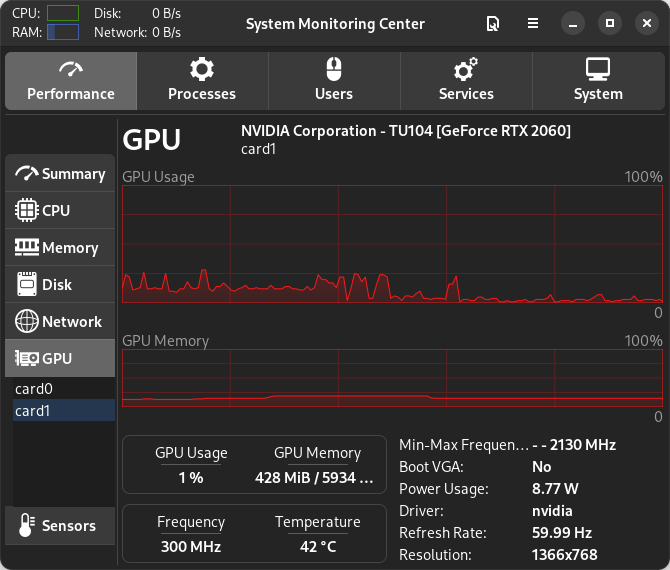 CPU: Disk: 0 B/s
RAM: Network: 0 B/s
System Monitoring Center
Performance Processes Users Services System
Summary
CPU
Memory
Disk
Network
GPU
card0
card1
Sensors
GPU
NVIDIA Corporation - TU104 [GeForce RTX 2060]
card1
GPU Usage 100%
0
GPU Memory 100%
0
GPU Usage GPU Memory
1 % 428 MiB / 5934 ...
Frequency Temperature
300 MHz 42 °C
Min-Max Frequen... - - 2130 MHz
Boot VGA: No
Power Usage: 8.77 W
Driver: nvidia
Refresh Rate: 59.99 Hz
Resolution: 1366x768